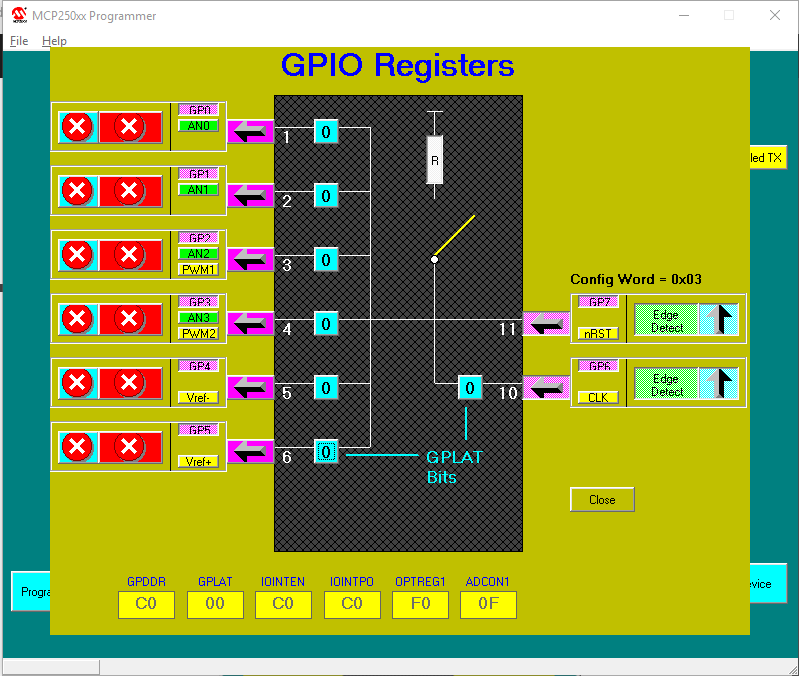 MCP250xx Programmer
File Help
GPIO Registers
GP0
AN0
1
0
R
GP1
AN1
2
0
led TX
GP2
AN2
PWM1
3
0
Config Word = 0x03
GP3
AN3
PWM2
4
0
11
GP7
nRST
Edge
Detect
GP4
Vref-
5
0
0
10
GP6
CLK
Edge
Detect
GP5
Vref+
6
0
GPLAT
Bits
Close
GPDDR GPLAT IOINTEN IOINTPO OPTREG1 ADCON1
C0 00 C0 C0 F0 0F
Progra
evice